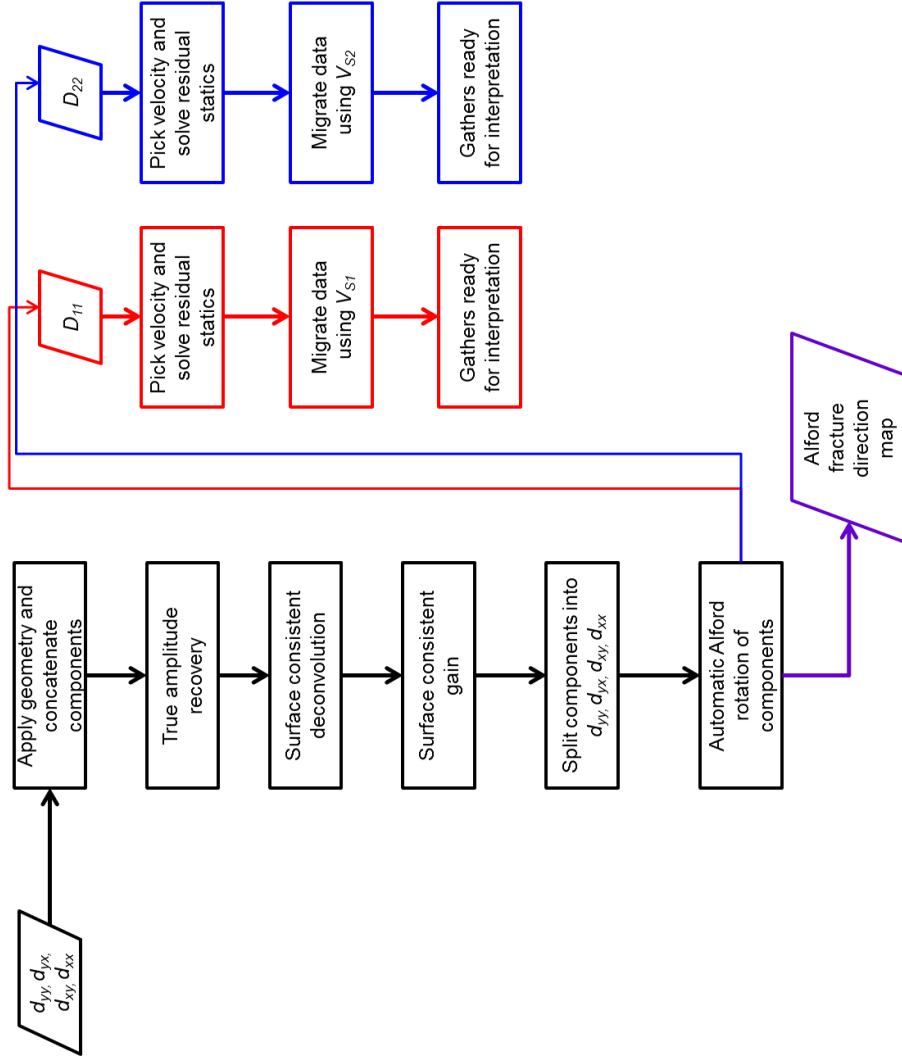 d_yy, d_yx,
d_xy, d_xx
Apply geometry and
concatenate
components
True amplitude
recovery
Surface consistent
deconvolution
Surface consistent
gain
Split components into
d_yy, d_yx, d_xy, d_xx
Automatic Alford
rotation of
components
Alford
fracture
direction
map
D_11
Pick velocity and
solve residual
statics
Migrate data
using V_S1
Gathers ready
for interpretation
D_22
Pick velocity and
solve residual
statics
Migrate data
using V_S2
Gathers ready
for interpretation